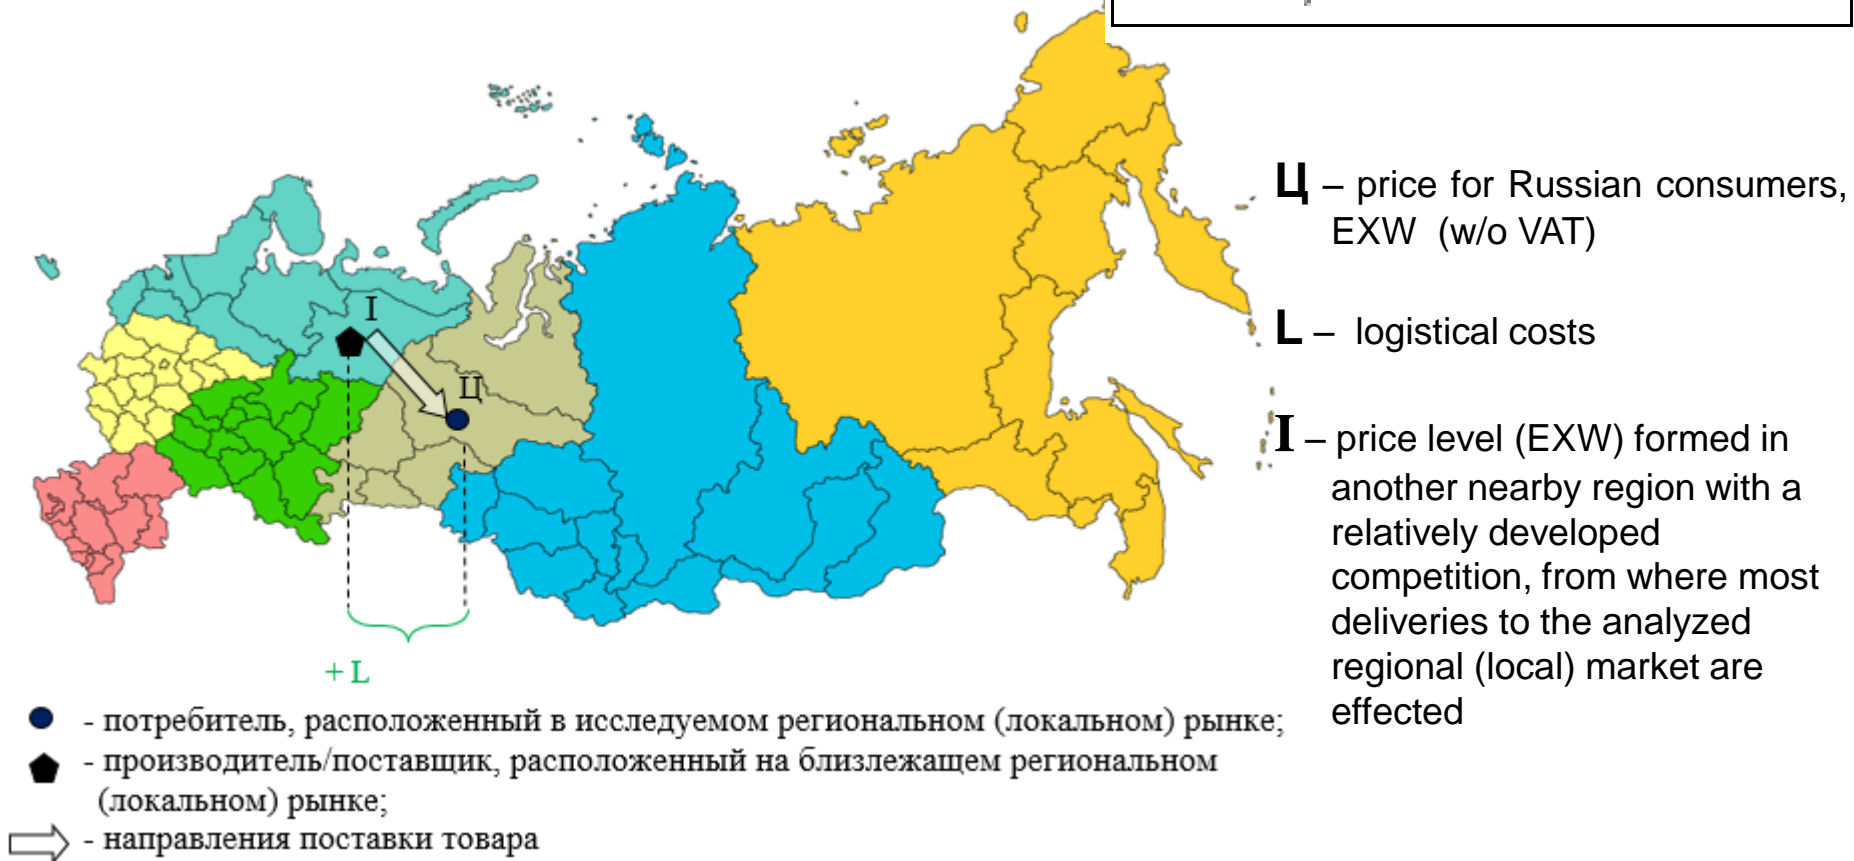 I
Ц
+ L
- потребитель, расположенный в исследуемом региональном (локальном) рынке;
- производитель/поставщик, расположенный на близлежащем региональном
(локальном) рынке;
- направления поставки товара
Ц – price for Russian consumers,
EXW (w/o VAT)
L – logistical costs
I – price level (EXW) formed in
another nearby region with a
relatively developed
competition, from where most
deliveries to the analyzed
regional (local) market are
effected